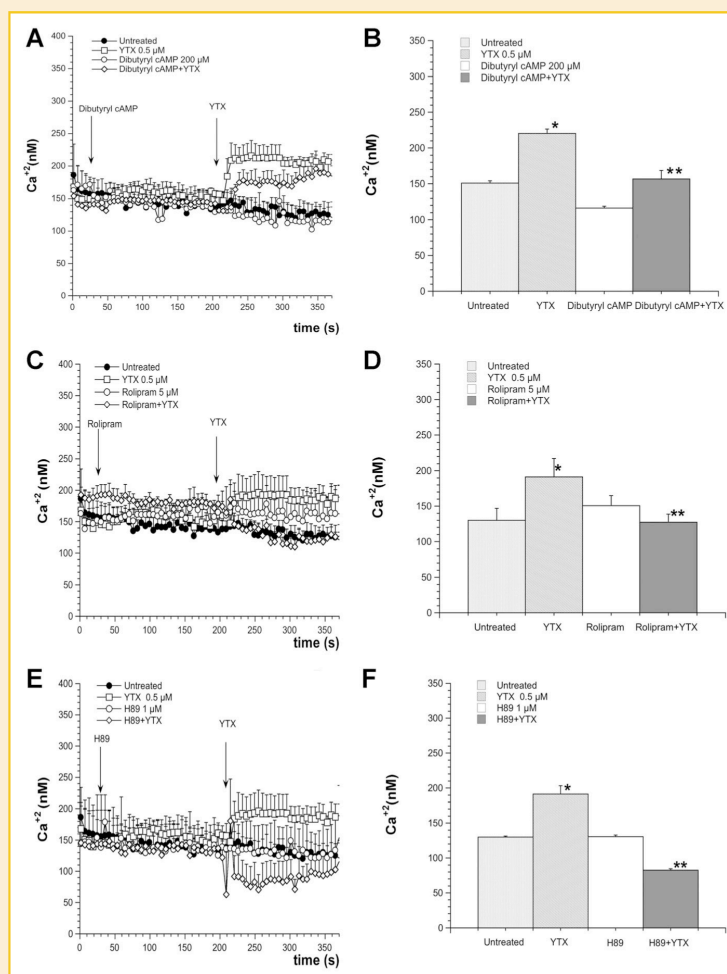 A
Untreated
YTX 0.5 µM
Dibutyryl cAMP 200 µM
Dibutyryl cAMP+YTX
Dibutyryl cAMP
YTX
Ca+2(nM)
400
350
300
250
200
150
100
50
0
0 50 100 150 200 250 300 350
time (s)
B
Untreated
YTX 0.5 µM
Dibutyryl cAMP 200 µM
Dibutyryl cAMP+YTX
Ca+2(nM)
350
300
250
200
150
100
50
0
*
**
Untreated YTX Dibutyryl cAMP Dibutyryl cAMP+YTX
C
Untreated
YTX 0.5 µM
Rolipram 5 µM
Rolipram+YTX
Rolipram
YTX
Ca+2 (nM)
400
350
300
250
200
150
100
50
0
0 50 100 150 200 250 300 350
time (s)
D
Untreated
YTX 0.5 µM
Rolipram 5 µM
Rolipram+YTX
Ca+2 (nM)
350
300
250
200
150
100
50
0
*
**
Untreated YTX Rolipram Rolipram+YTX
E
Untreated
YTX 0.5 µM
H89 1 µM
H89+YTX
H89
YTX
Ca+2 (nM)
400
350
300
250
200
150
100
50
0
0 50 100 150 200 250 300 350
time (s)
F
Untreated
YTX 0.5 µM
H89 1 µM
H89+YTX
Ca+2(nM)
350
300
250
200
150
100
50
0
*
**
Untreated YTX H89 H89+YTX